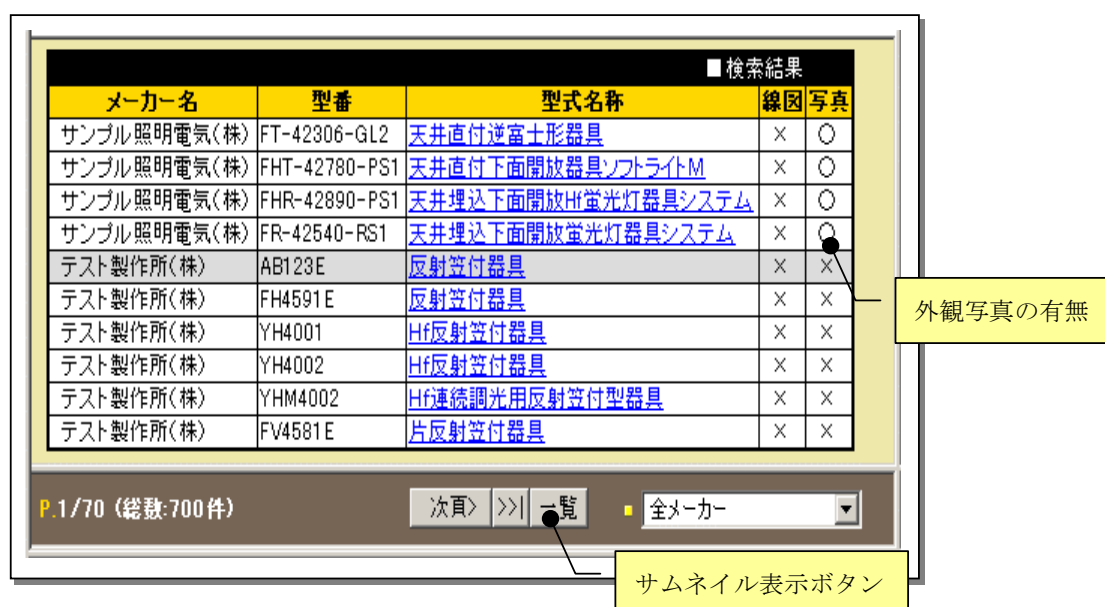 ■検索結果
メーカー名 型番 型式名称 線図 写真
サンプル照明電気(株) FT-42306-GL2 天井直付逆富士形器具 × ○
サンプル照明電気(株) FHT-42780-PS1 天井直付下面開放器具ソフトライトM × ○
サンプル照明電気(株) FHR-42890-PS1 天井埋込下面開放Hf蛍光灯器具システム × ○
サンプル照明電気(株) FR-42540-RS1 天井埋込下面開放蛍光灯器具システム × ○
テスト製作所(株) AB123E 反射笠付器具 × ×
テスト製作所(株) FH4591E 反射笠付器具 × ×
テスト製作所(株) YH4001 Hf反射笠付器具 × ×
テスト製作所(株) YH4002 Hf反射笠付器具 × ×
テスト製作所(株) YHM4002 Hf連続調光用反射笠付型器具 × ×
テスト製作所(株) FV4581E 片反射笠付器具 × ×
外観写真の有無
P.1/70 (総数:700件) 次頁> >>| 一覧 全メーカー
サムネイル表示ボタン